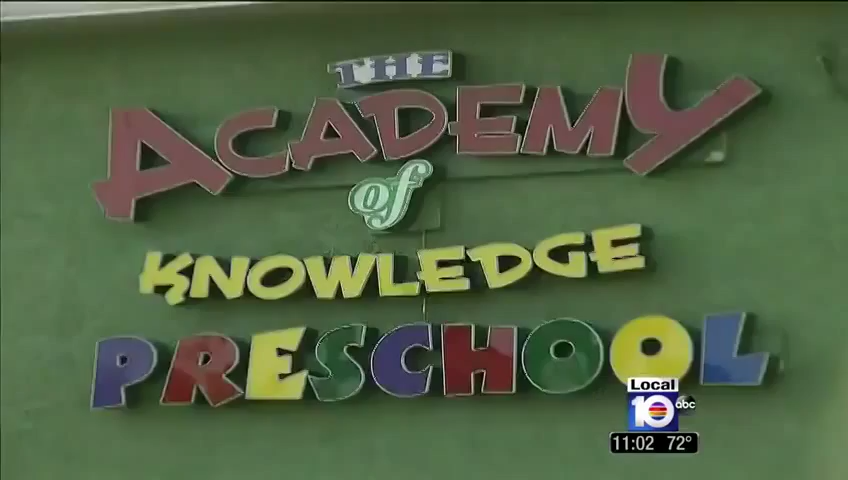 THE
ACADEMY
of
KNOWLEDGE
PRESCHOOL
Local
10 abc
11:02 72°